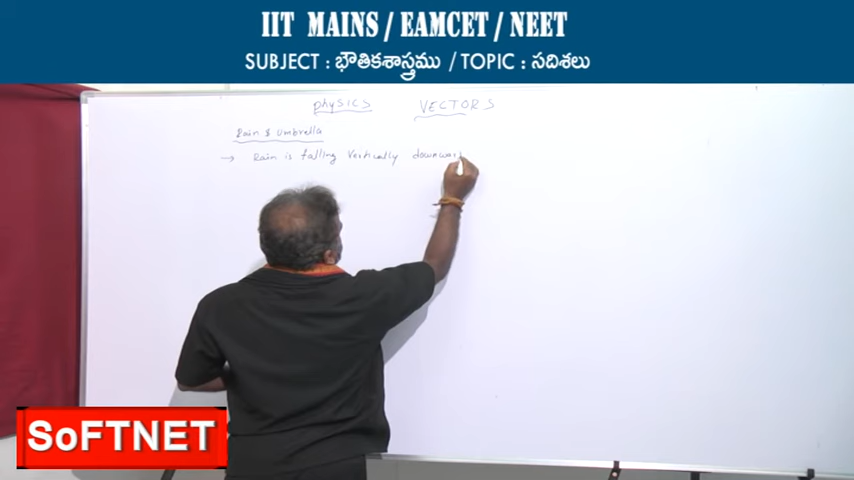 IIT MAINS / EAMCET / NEET
SUBJECT : భౌతికశాస్త్రము / TOPIC : సదిశలు
PHYSICS VECTORS
Rain & Umbrella
→ Rain is falling Vertically downward
SoFTNET